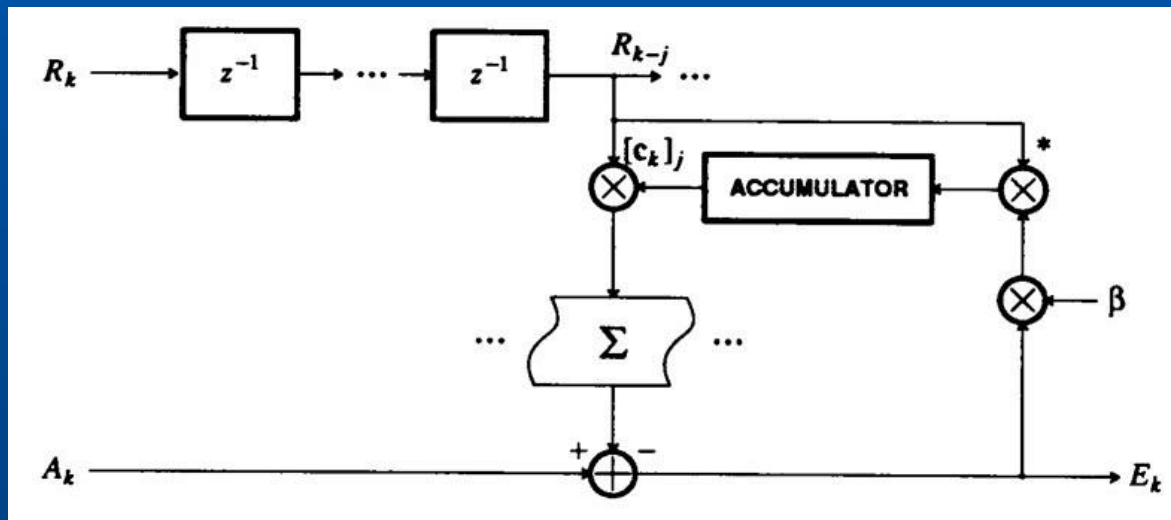 R_{k-j}
R_k z^{-1} ... z^{-1} ...
*
[c_k]_j
ACCUMULATOR
β
... Σ ...
+ −
A_k E_k